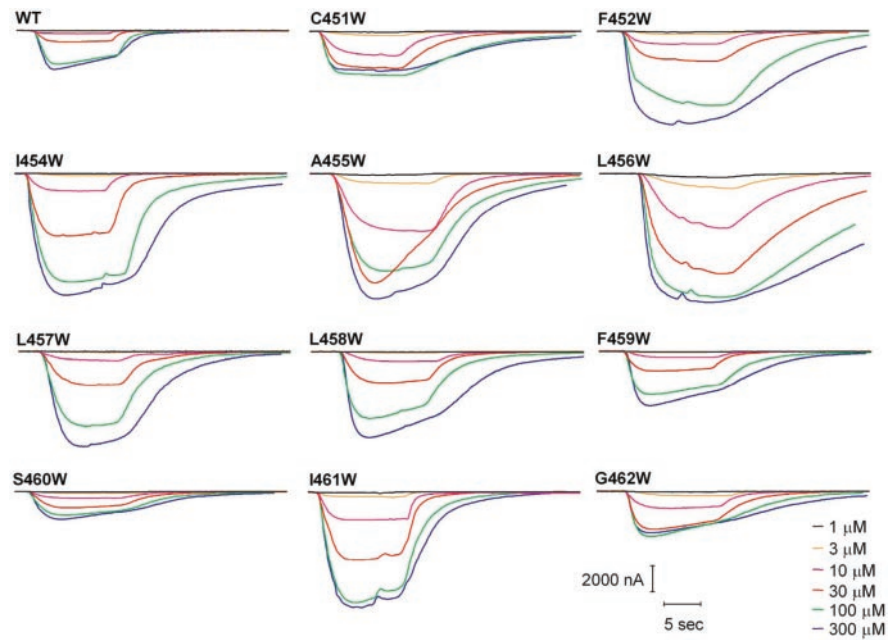 WT
C451W
F452W
I454W
A455W
L456W
L457W
L458W
F459W
S460W
I461W
G462W
2000 nA
5 sec
1 μM
3 μM
10 μM
30 μM
100 μM
300 μM